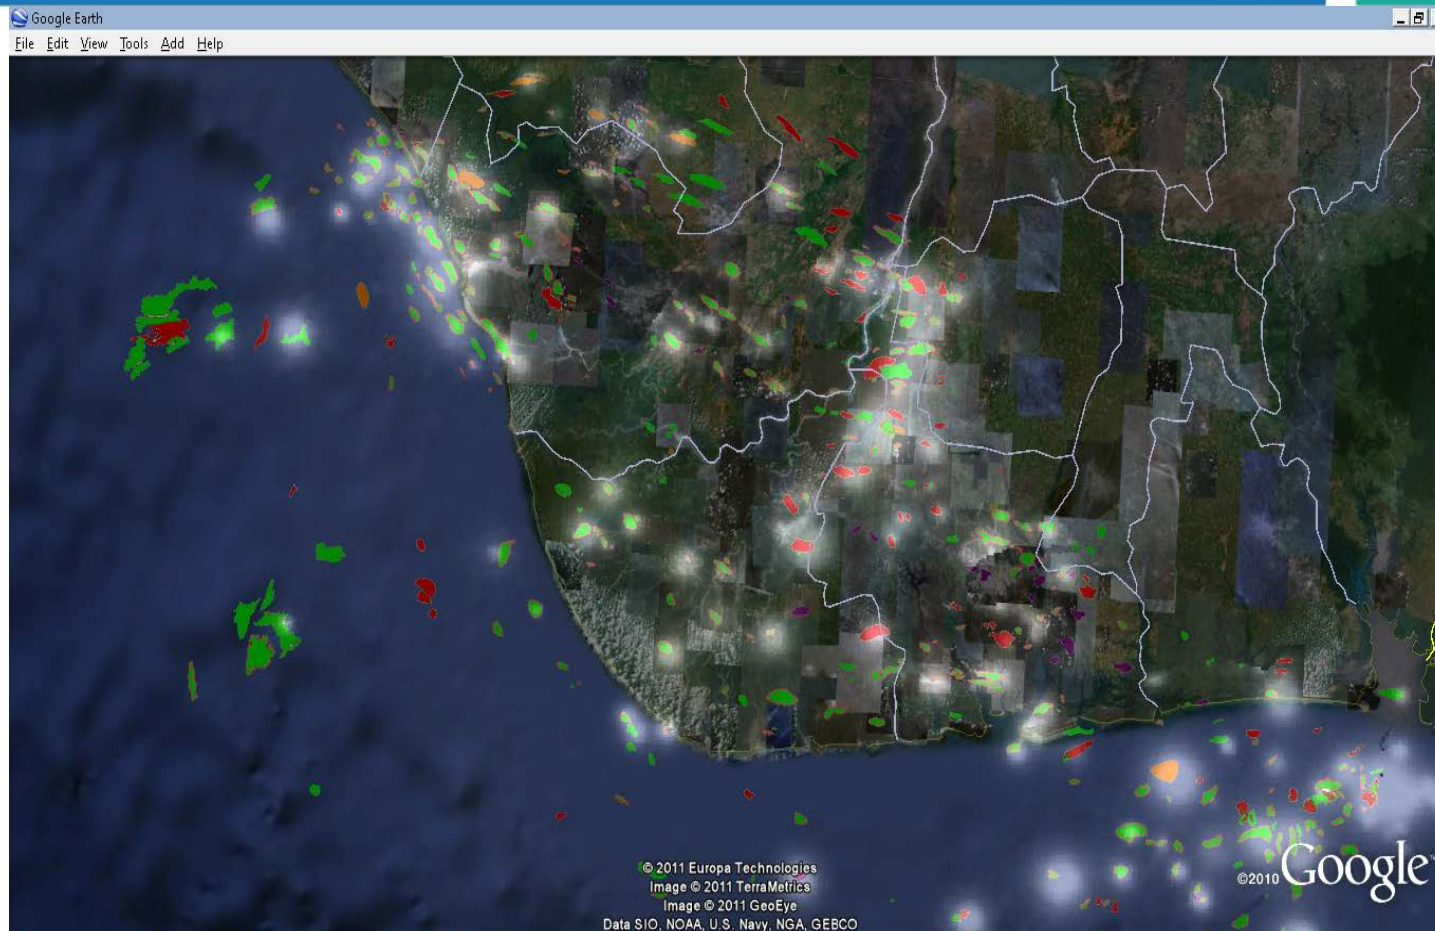 Google Earth
File Edit View Tools Add Help
© 2011 Europa Technologies
Image © 2011 TerraMetrics
Image © 2011 GeoEye
Data SIO, NOAA, U.S. Navy, NGA, GEBCO
©2010 Google